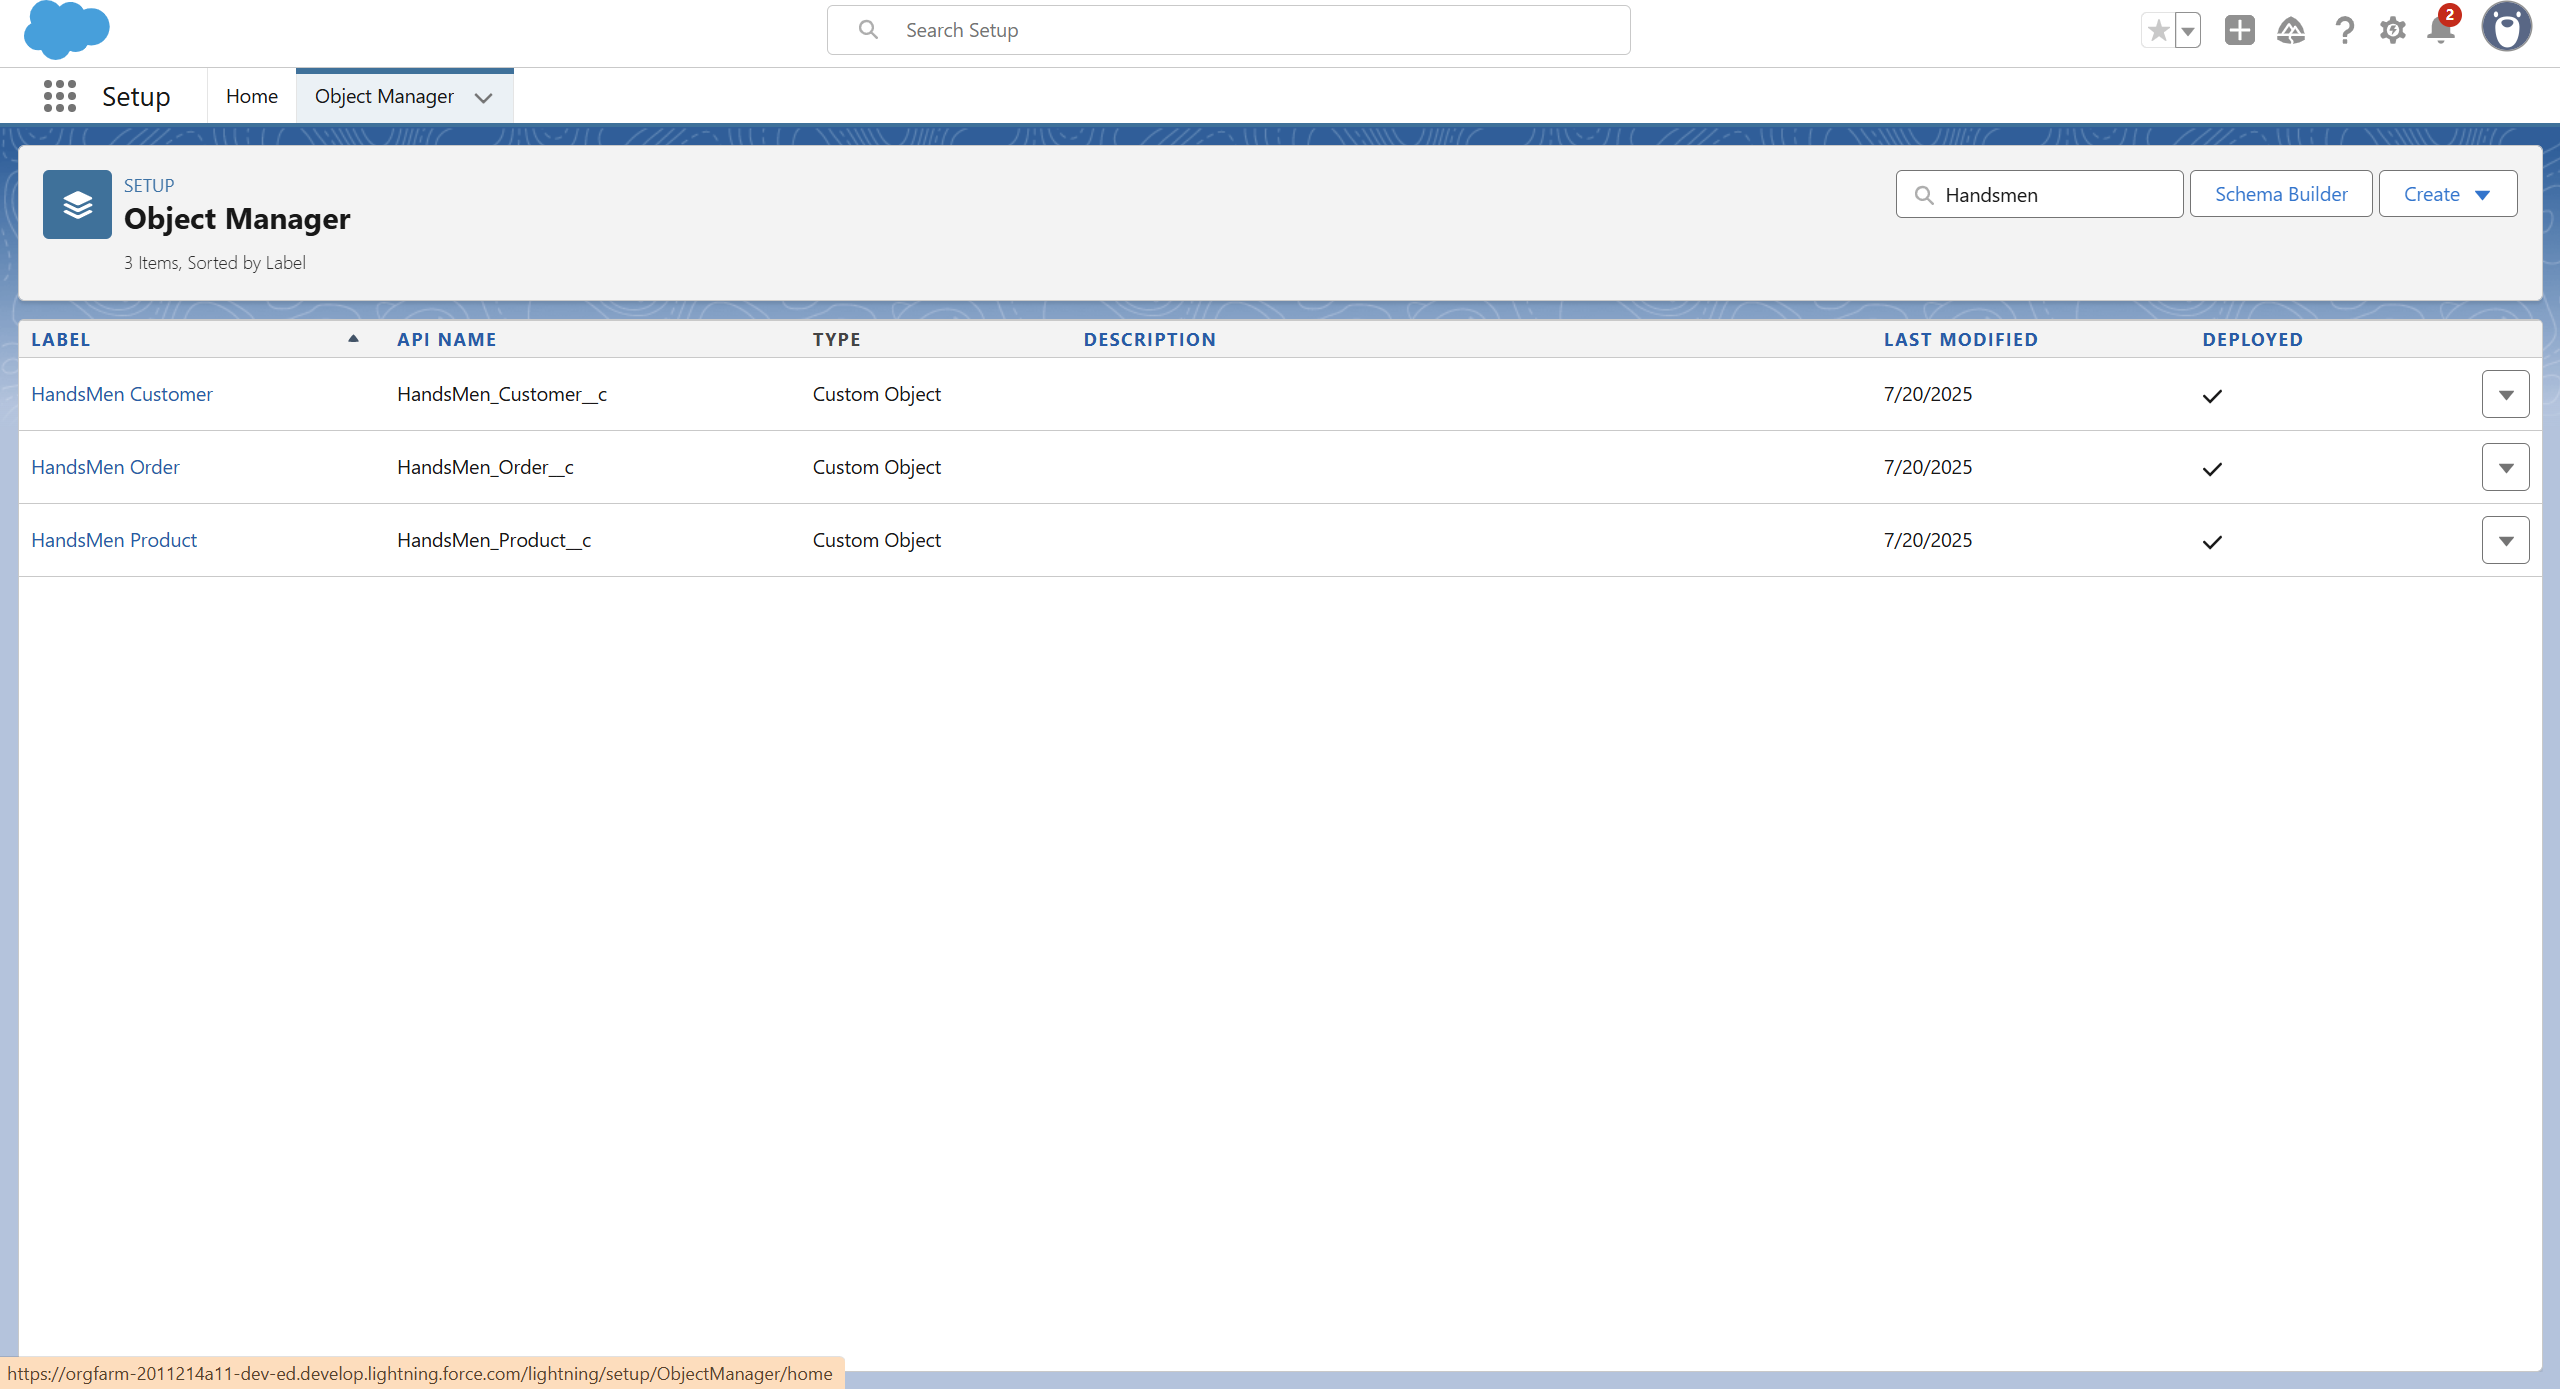 Search Setup
2
Setup
Home
Object Manager
SETUP
Object Manager
3 Items, Sorted by Label
Handsmen
Schema Builder
Create
LABEL API NAME TYPE DESCRIPTION LAST MODIFIED DEPLOYED
HandsMen Customer HandsMen_Customer__c Custom Object 7/20/2025
HandsMen Order HandsMen_Order__c Custom Object 7/20/2025
HandsMen Product HandsMen_Product__c Custom Object 7/20/2025
https://orgfarm-2011214a11-dev-ed.develop.lightning.force.com/lightning/setup/ObjectManager/home